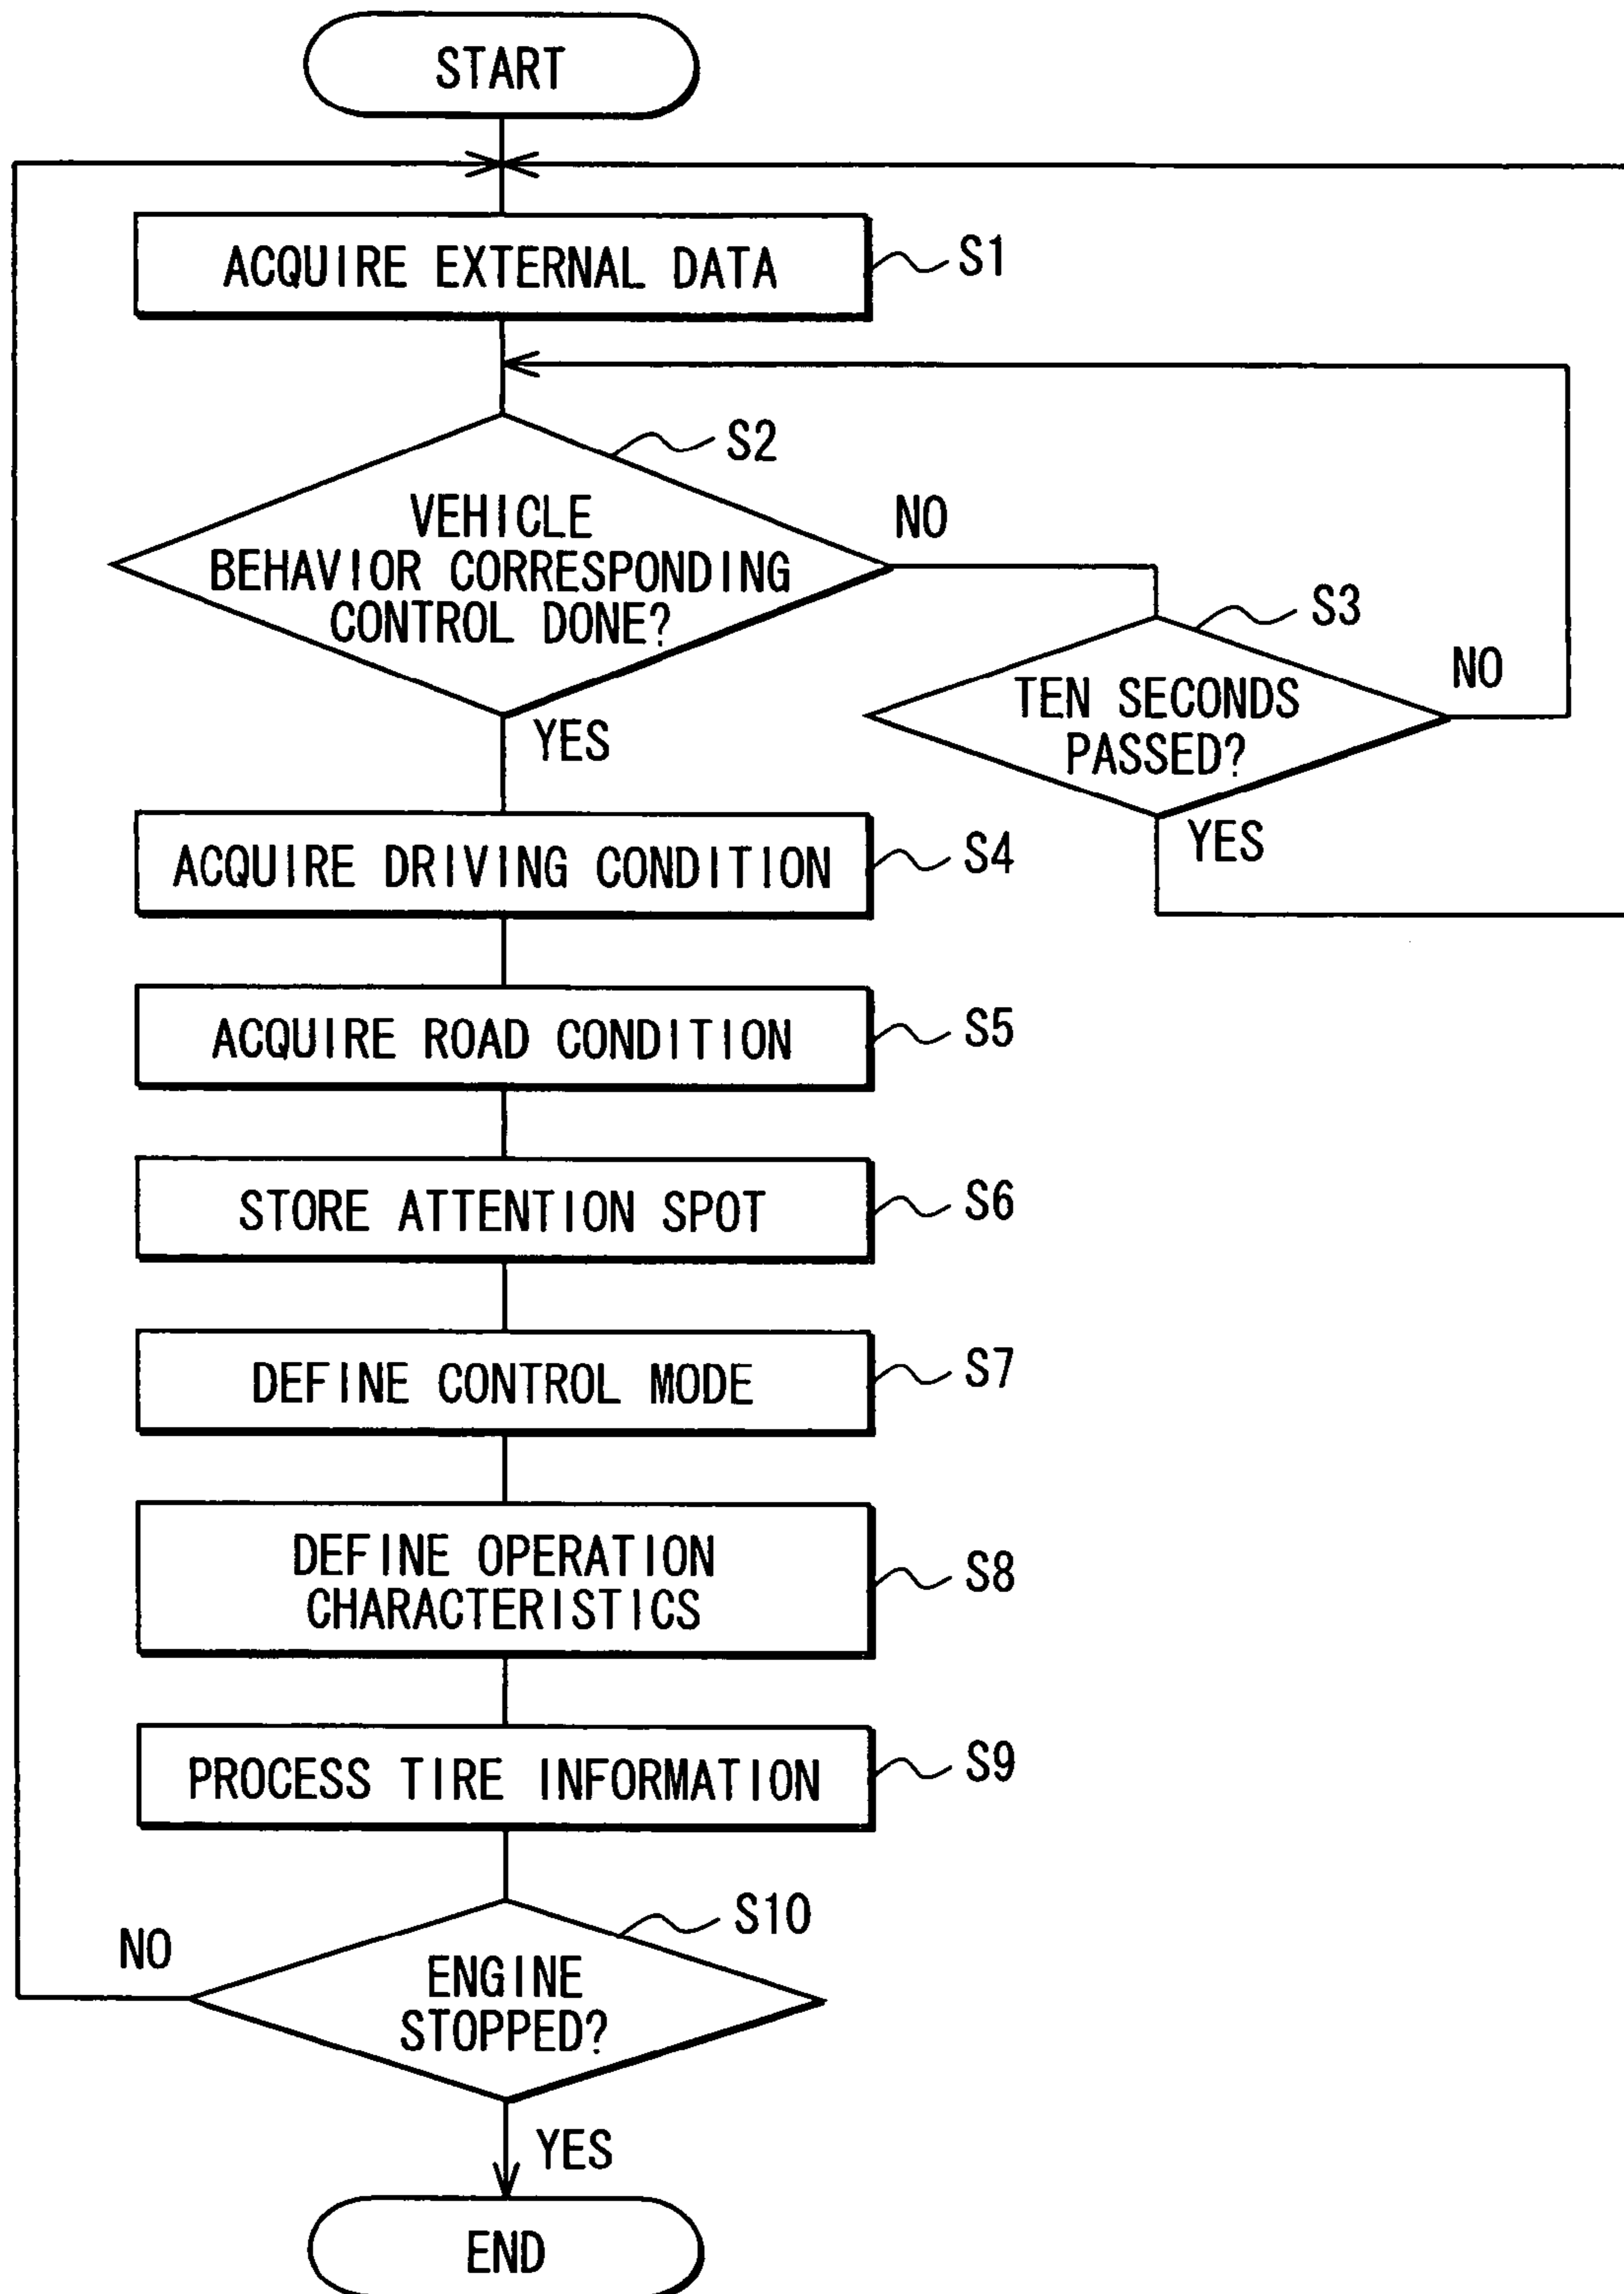 START
ACQUIRE EXTERNAL DATA
S1
S2
VEHICLE
BEHAVIOR CORRESPONDING
CONTROL DONE?
NO
YES
S3
TEN SECONDS
PASSED?
NO
YES
ACQUIRE DRIVING CONDITION
S4
ACQUIRE ROAD CONDITION
S5
STORE ATTENTION SPOT
S6
DEFINE CONTROL MODE
S7
DEFINE OPERATION
CHARACTERISTICS
S8
PROCESS TIRE INFORMATION
S9
S10
ENGINE
STOPPED?
NO
YES
END